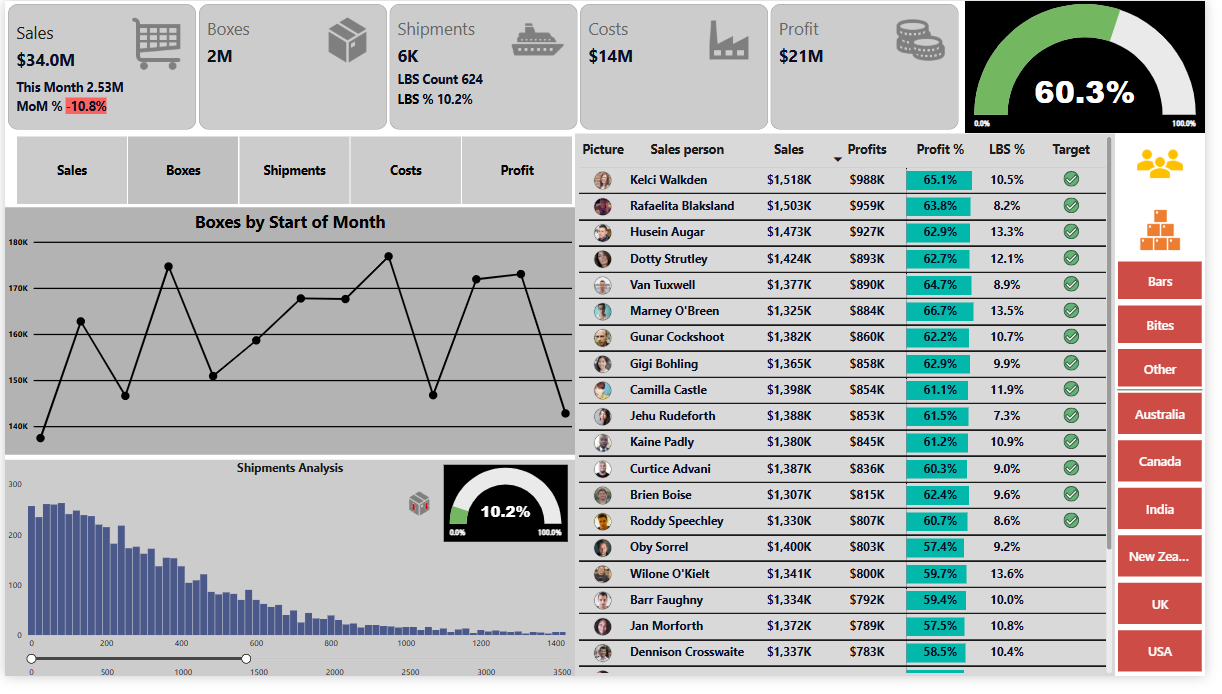 Sales
$34.0M
This Month 2.53M
MoM % -10.8%
Boxes
2M
Shipments
6K
LBS Count 624
LBS % 10.2%
Costs
$14M
Profit
$21M
60.3%
0.0% 100.0%
Sales Boxes Shipments Costs Profit
Boxes by Start of Month
180K
170K
160K
150K
140K
Shipments Analysis
10.2%
0.0% 100.0%
300
200
100
0
0 200 400 600 800 1000 1200 1400
0 500 1000 1500 2000 2500 3000 3500
Picture Sales person Sales Profits Profit % LBS % Target
Kelci Walkden $1,518K $988K 65.1% 10.5%
Rafaelita Blaksland $1,503K $959K 63.8% 8.2%
Husein Augar $1,473K $927K 62.9% 13.3%
Dotty Strutley $1,424K $893K 62.7% 12.1%
Van Tuxwell $1,377K $890K 64.7% 8.9%
Marney O'Breen $1,325K $884K 66.7% 13.5%
Gunar Cockshoot $1,382K $860K 62.2% 10.7%
Gigi Bohling $1,365K $858K 62.9% 9.9%
Camilla Castle $1,398K $854K 61.1% 11.9%
Jehu Rudeforth $1,388K $853K 61.5% 7.3%
Kaine Padly $1,380K $845K 61.2% 10.9%
Curtice Advani $1,387K $836K 60.3% 9.0%
Brien Boise $1,307K $815K 62.4% 9.6%
Roddy Speechley $1,330K $807K 60.7% 8.6%
Oby Sorrel $1,400K $803K 57.4% 9.2%
Wilone O'Kielt $1,341K $800K 59.7% 13.6%
Barr Faughny $1,334K $792K 59.4% 10.0%
Jan Morforth $1,372K $789K 57.5% 10.8%
Dennison Crosswaite $1,337K $783K 58.5% 10.4%
Bars
Bites
Other
Australia
Canada
India
New Zea...
UK
USA